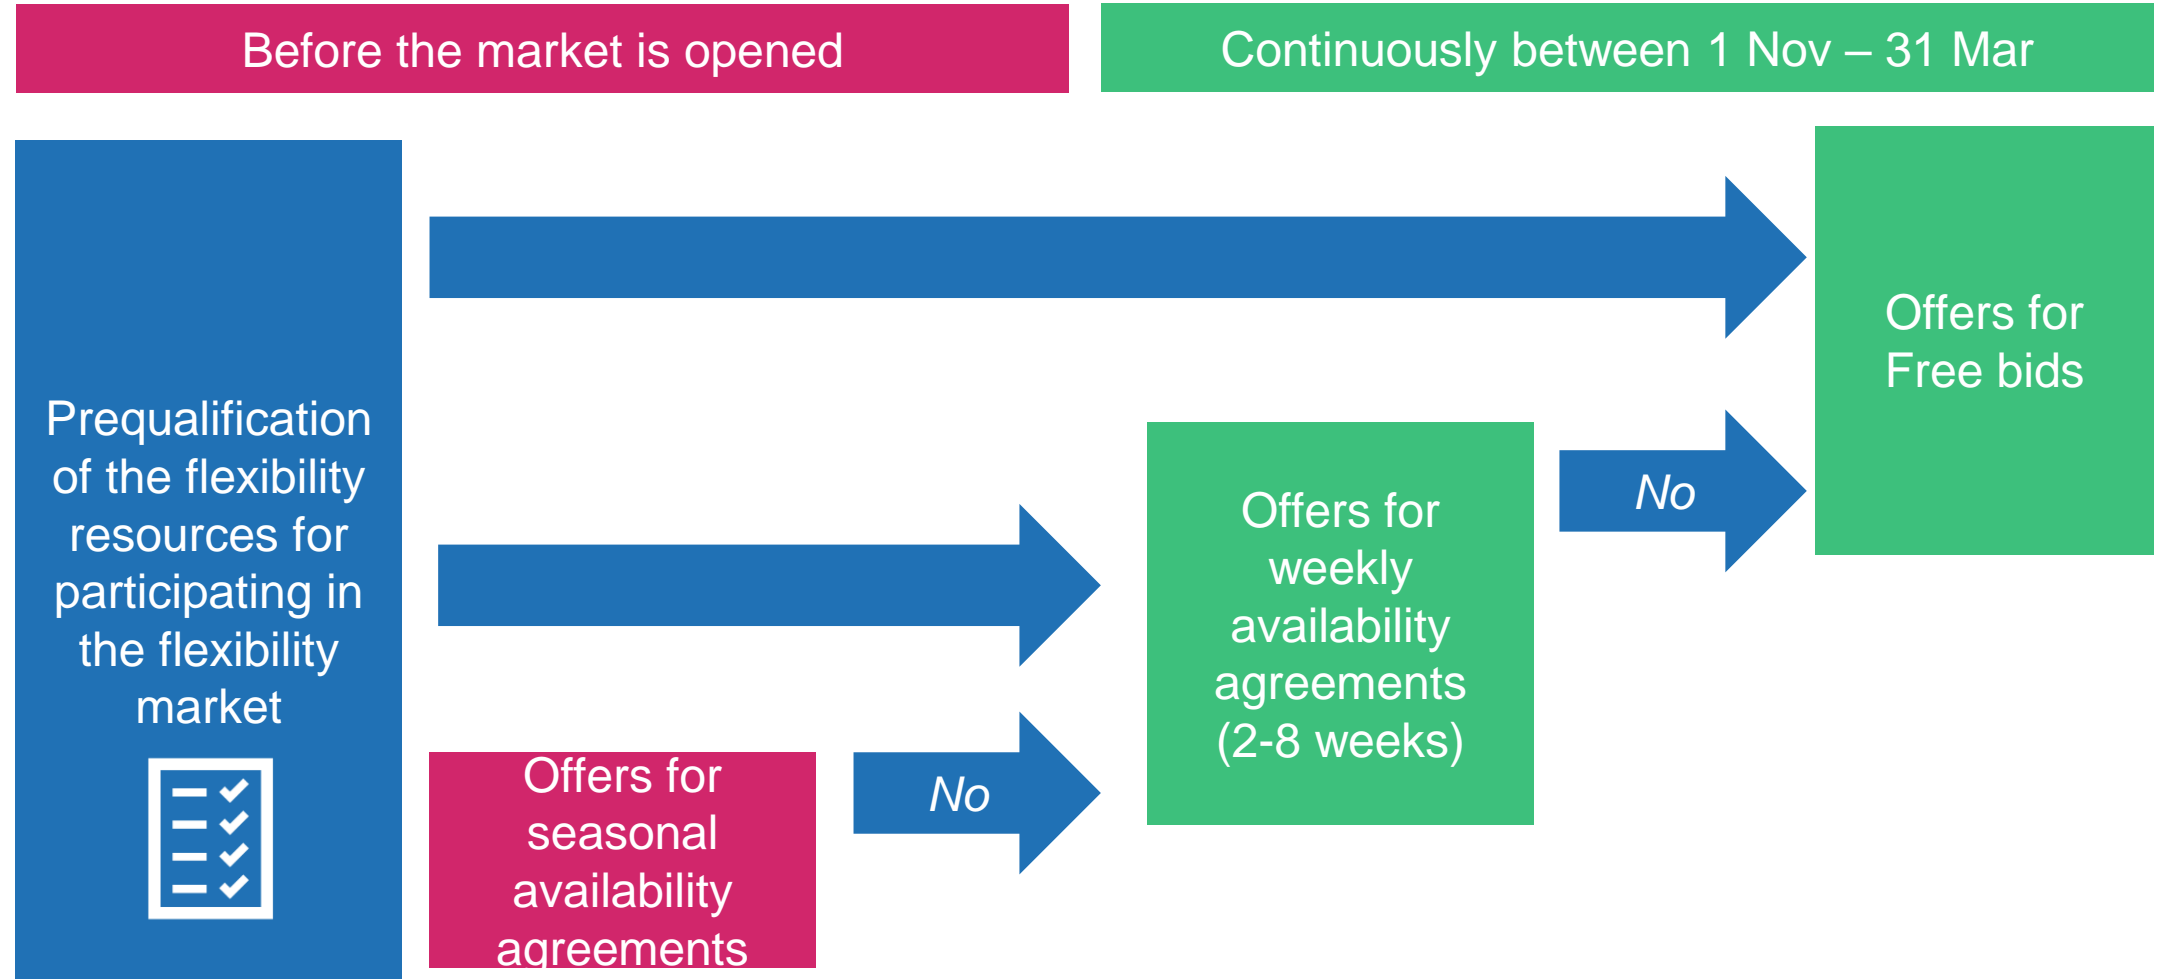 Before the market is opened
Continuously between 1 Nov – 31 Mar
Prequalification
of the flexibility
resources for
participating in
the flexibility
market
Offers for
seasonal
availability
agreements
No
Offers for
weekly
availability
agreements
(2-8 weeks)
No
Offers for
Free bids